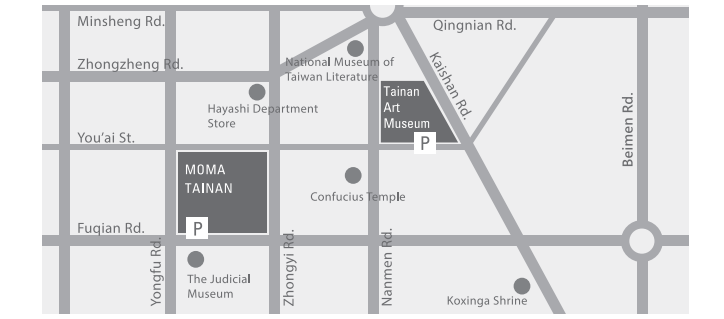 Minsheng Rd.
Qingnian Rd.
Zhongzheng Rd.
National Museum of
Taiwan Literature
Kaishan Rd.
Hayashi Department
Store
Tainan
Art
Museum
P
Beimen Rd.
You'ai St.
MOMA
TAINAN
P
Confucius Temple
Fuqian Rd.
Yongfu Rd.
Zhongyi Rd.
Nanmen Rd.
The Judicial
Museum
Koxinga Shrine